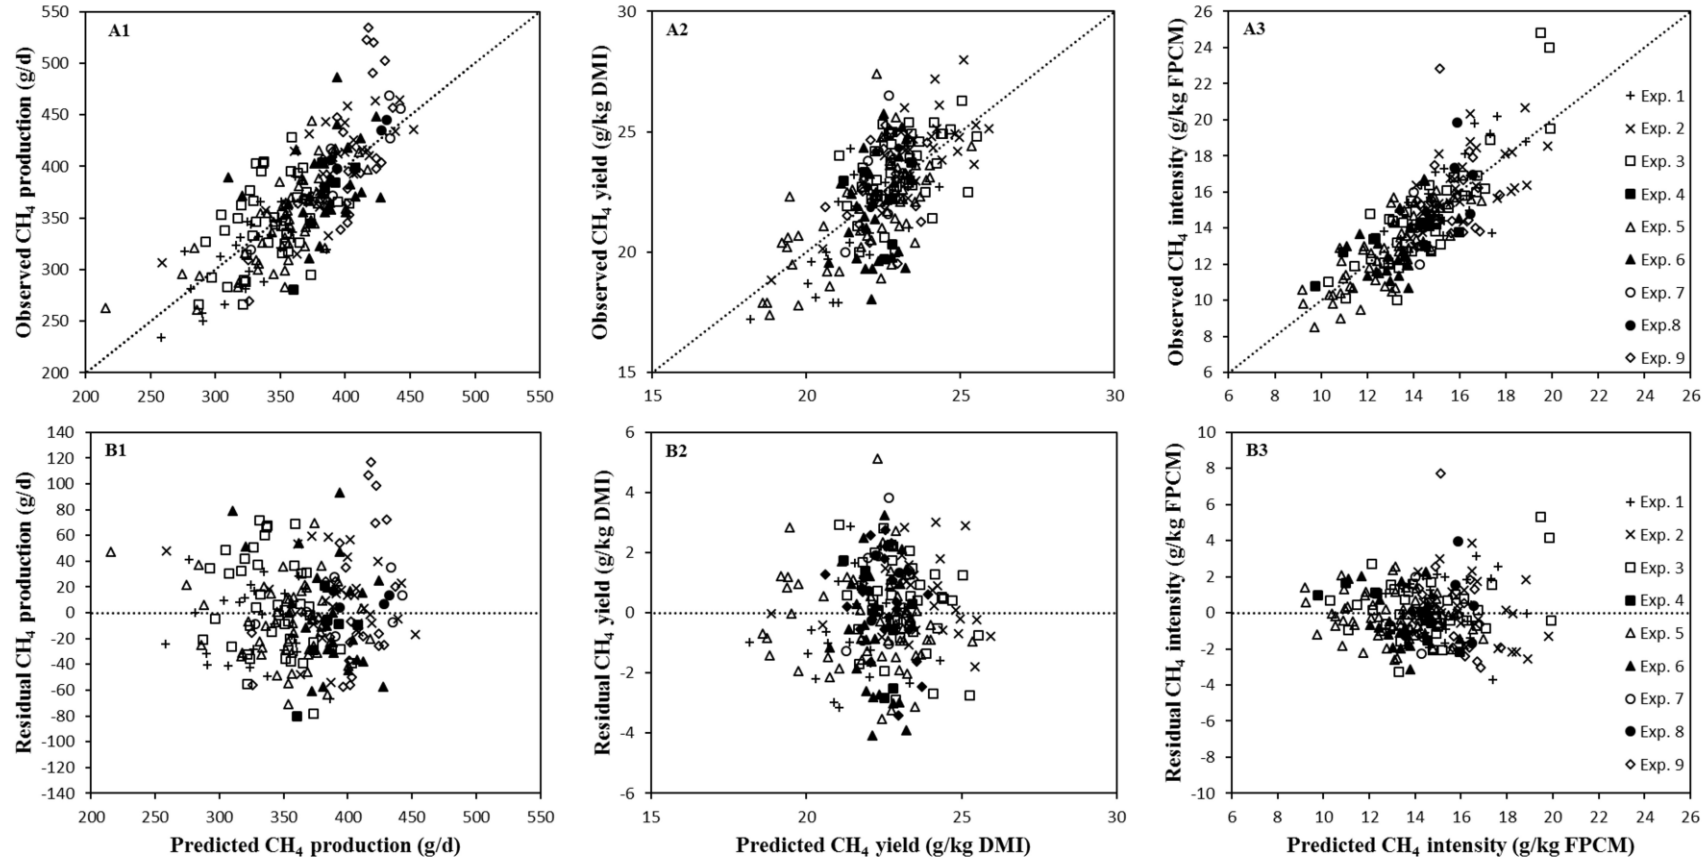 A1
Observed CH₄ production (g/d)
550
500
450
400
350
300
250
200
200 250 300 350 400 450 500 550
A2
Observed CH₄ yield (g/kg DMI)
30
25
20
15
15 20 25 30
A3
Observed CH₄ intensity (g/kg FPCM)
26
24
22
20
18
16
14
12
10
8
6
6 8 10 12 14 16 18 20 22 24 26
Exp. 1
Exp. 2
Exp. 3
Exp. 4
Exp. 5
Exp. 6
Exp. 7
Exp.8
Exp. 9
B1
Residual CH₄ production (g/d)
140
120
100
80
60
40
20
0
-20
-40
-60
-80
-100
-120
-140
200 250 300 350 400 450 500 550
Predicted CH₄ production (g/d)
B2
Residual CH₄ yield (g/kg DMI)
6
4
2
0
-2
-4
-6
15 20 25 30
Predicted CH₄ yield (g/kg DMI)
B3
Residual CH₄ intensity (g/kg FPCM)
10
8
6
4
2
0
-2
-4
-6
-8
-10
6 8 10 12 14 16 18 20 22 24 26
Predicted CH₄ intensity (g/kg FPCM)
Exp. 1
Exp. 2
Exp. 3
Exp. 4
Exp. 5
Exp. 6
Exp. 7
Exp. 8
Exp. 9